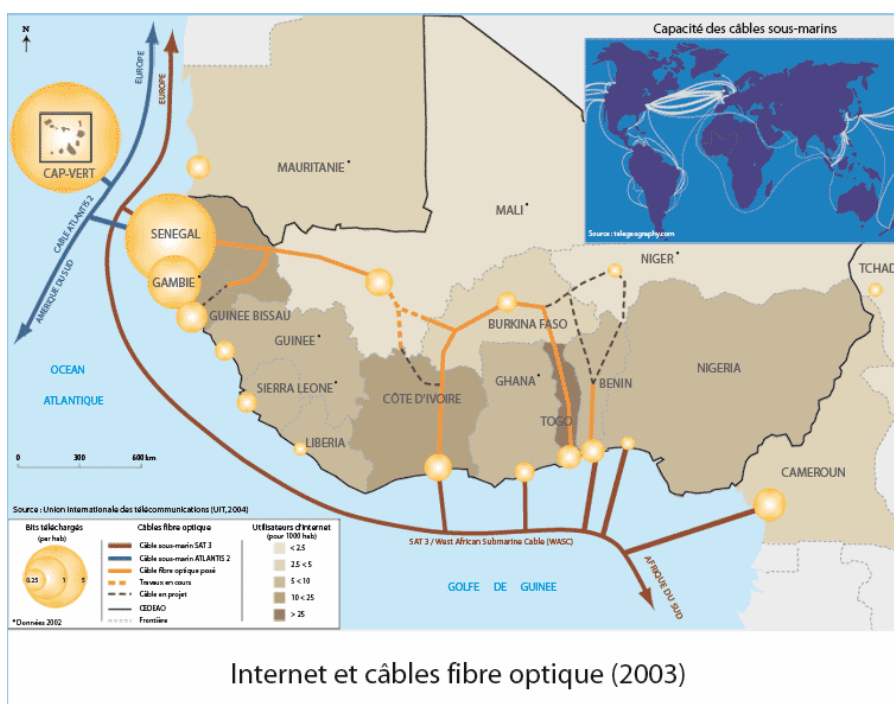 N
EUROPE
EUROPE
CAP-VERT
CABLE ATLANTIS 2
AMÉRIQUE DU SUD
Capacité des câbles sous-marins
Source : telegeography.com
MAURITANIE*
MALI*
NIGER*
TCHAD
SENEGAL
GAMBIE*
GUINEE BISSAU
GUINEE*
SIERRA LEONE*
LIBERIA
CÔTE D'IVOIRE
BURKINA FASO
GHANA*
TOGO
BENIN
NIGERIA
CAMEROUN
OCEAN
ATLANTIQUE
0 300 600 km
SAT 3 / West African Submarine Cable (WASC)
GOLFE DE GUINEE
AFRIQUE DU SUD
Source : Union internationale des télécommunications (UIT, 2004)
Bits téléchargés
(per hab)
0.25 1 5
*Données 2002
Câbles fibre optique
Câble sous-marin SAT 3
Câble sous-marin ATLANTIS 2
Câble fibre optique posé
Travaux en cours
Câble en projet
CEDEAO
Frontière
Utilisateurs d'internet
(pour 1000 hab)
< 2.5
2.5 < 5
5 < 10
10 < 25
> 25
Internet et câbles fibre optique (2003)